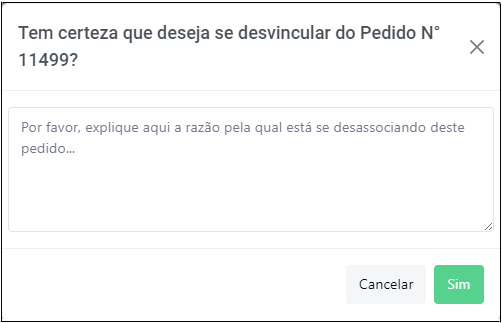 Tem certeza que deseja se desvincular do Pedido N°
11499?
Por favor, explique aqui a razão pela qual está se desassociando deste
pedido...
Cancelar
Sim